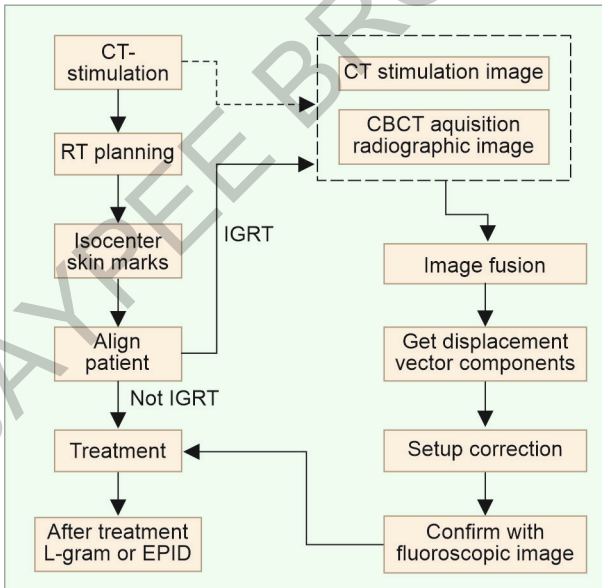 CT-
stimulation
RT planning
Isocenter
skin marks
Align
patient
IGRT
Not IGRT
Treatment
After treatment
L-gram or EPID
CT stimulation image
CBCT aquisition
radiographic image
Image fusion
Get displacement
vector components
Setup correction
Confirm with
fluoroscopic image